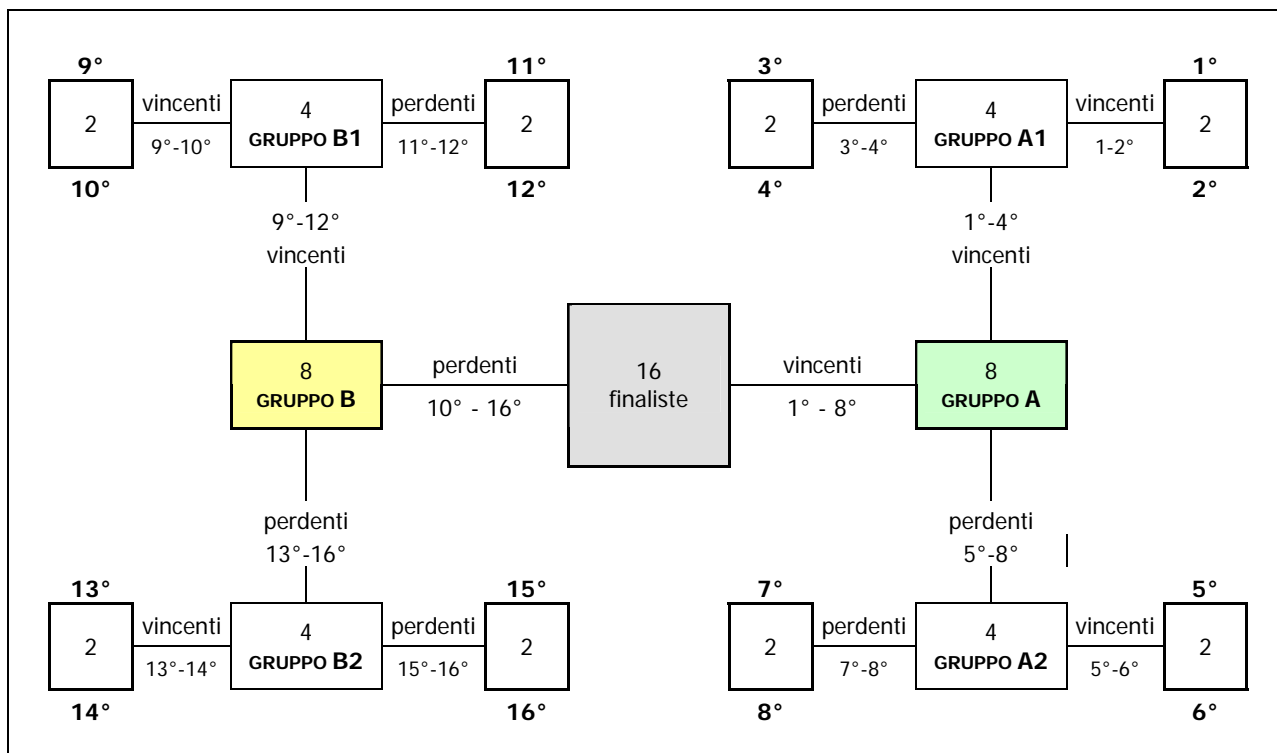 9° 11° 3° 1°
vincenti 4 perdenti perdenti 4 vincenti
2 GRUPPO B1 2 2 GRUPPO A1 2
9°-10° 11°-12° 3°-4° 1-2°
10° 12° 4° 2°
9°-12° 1°-4°
vincenti vincenti
8 perdenti 16 vincenti 8
GRUPPO B 10° - 16° finaliste 1° - 8° GRUPPO A
perdenti perdenti
13°-16° 5°-8°
13° 15° 7° 5°
vincenti 4 perdenti perdenti 4 vincenti
2 GRUPPO B2 2 2 GRUPPO A2 2
13°-14° 15°-16° 7°-8° 5°-6°
14° 16° 8° 6°